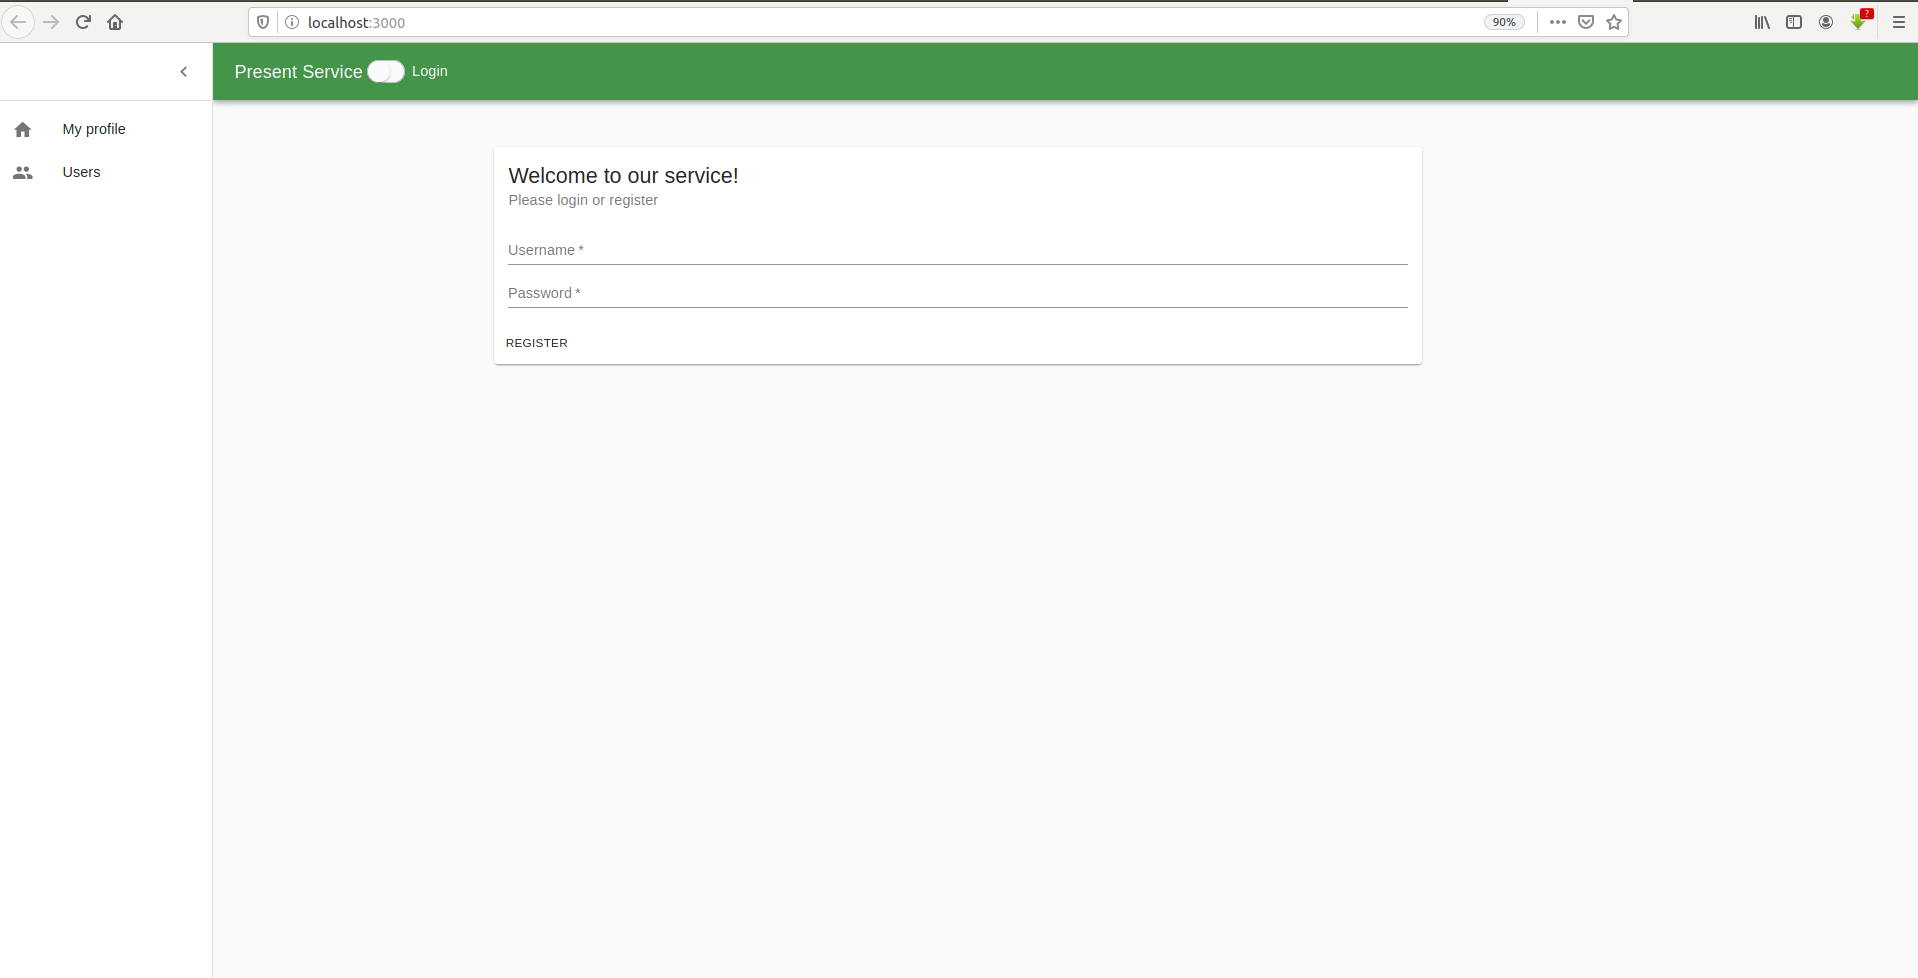 localhost:3000
90%
?
Present Service
Login
My profile
Users
Welcome to our service!
Please login or register
Username *
Password *
REGISTER